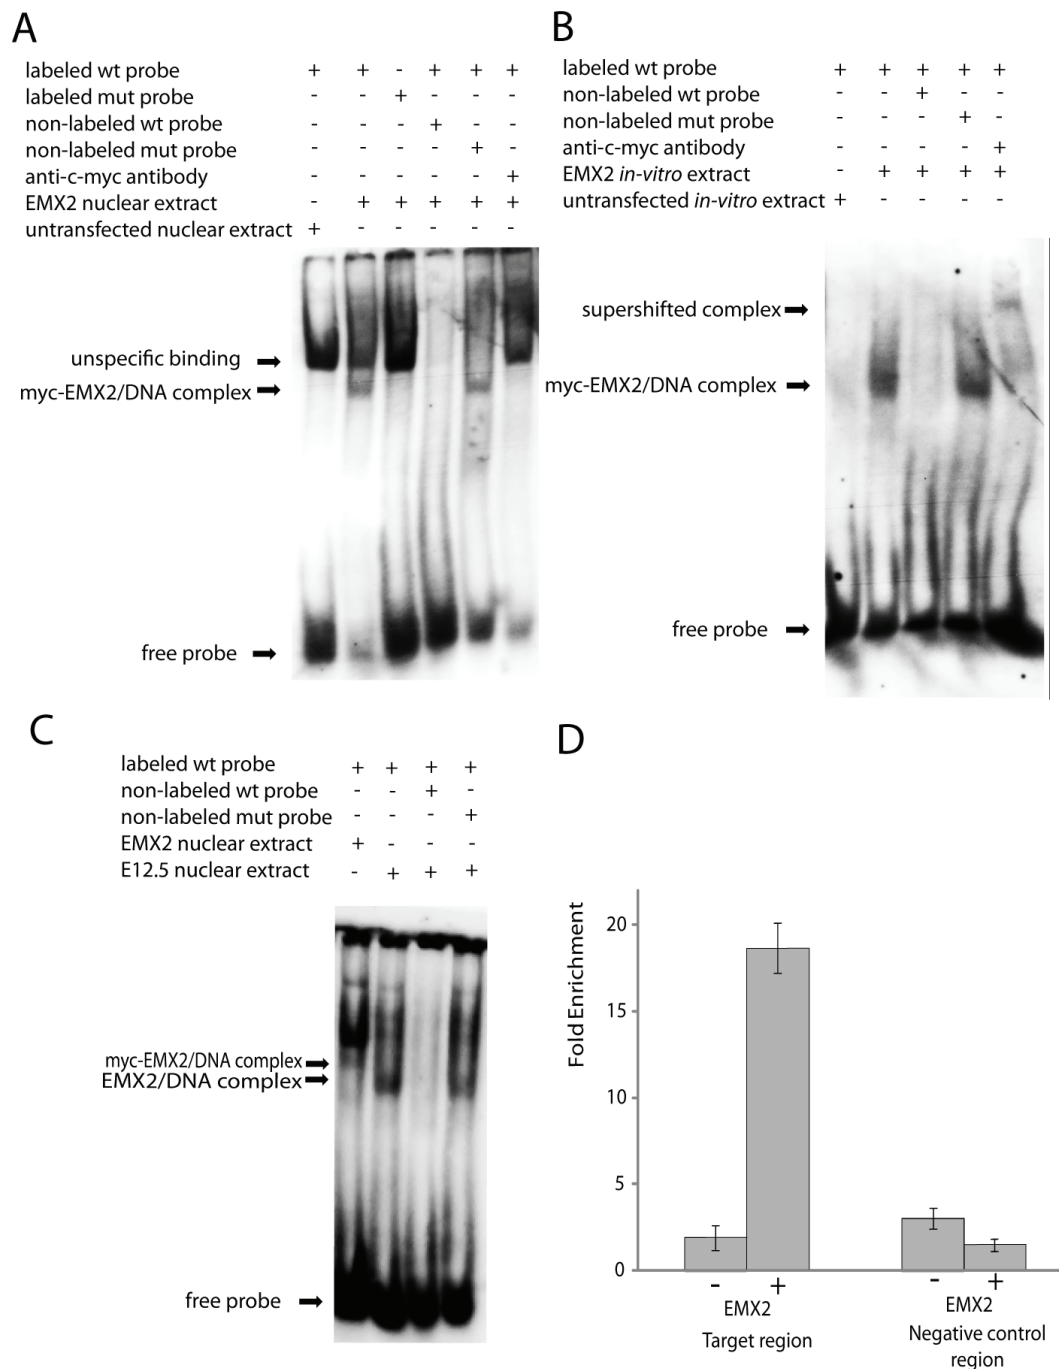 A
labeled wt probe + + - + + +
labeled mut probe - - + - - -
non-labeled wt probe - - - + - -
non-labeled mut probe - - - - + -
anti-c-myc antibody - - - - - +
EMX2 nuclear extract - + + + + +
untransfected nuclear extract + - - - - -
unspecific binding
myc-EMX2/DNA complex
free probe
B
labeled wt probe + + + + +
non-labeled wt probe - - + - -
non-labeled mut probe - - - + -
anti-c-myc antibody - - - - +
EMX2 in-vitro extract - + + + +
untransfected in-vitro extract + - - - -
supershifted complex
myc-EMX2/DNA complex
free probe
C
labeled wt probe + + + +
non-labeled wt probe - - + -
non-labeled mut probe - - - +
EMX2 nuclear extract + - - -
E12.5 nuclear extract - + + +
myc-EMX2/DNA complex
EMX2/DNA complex
free probe
D
Fold Enrichment
20
15
10
5
0
- + - +
EMX2 EMX2
Target region Negative control
region